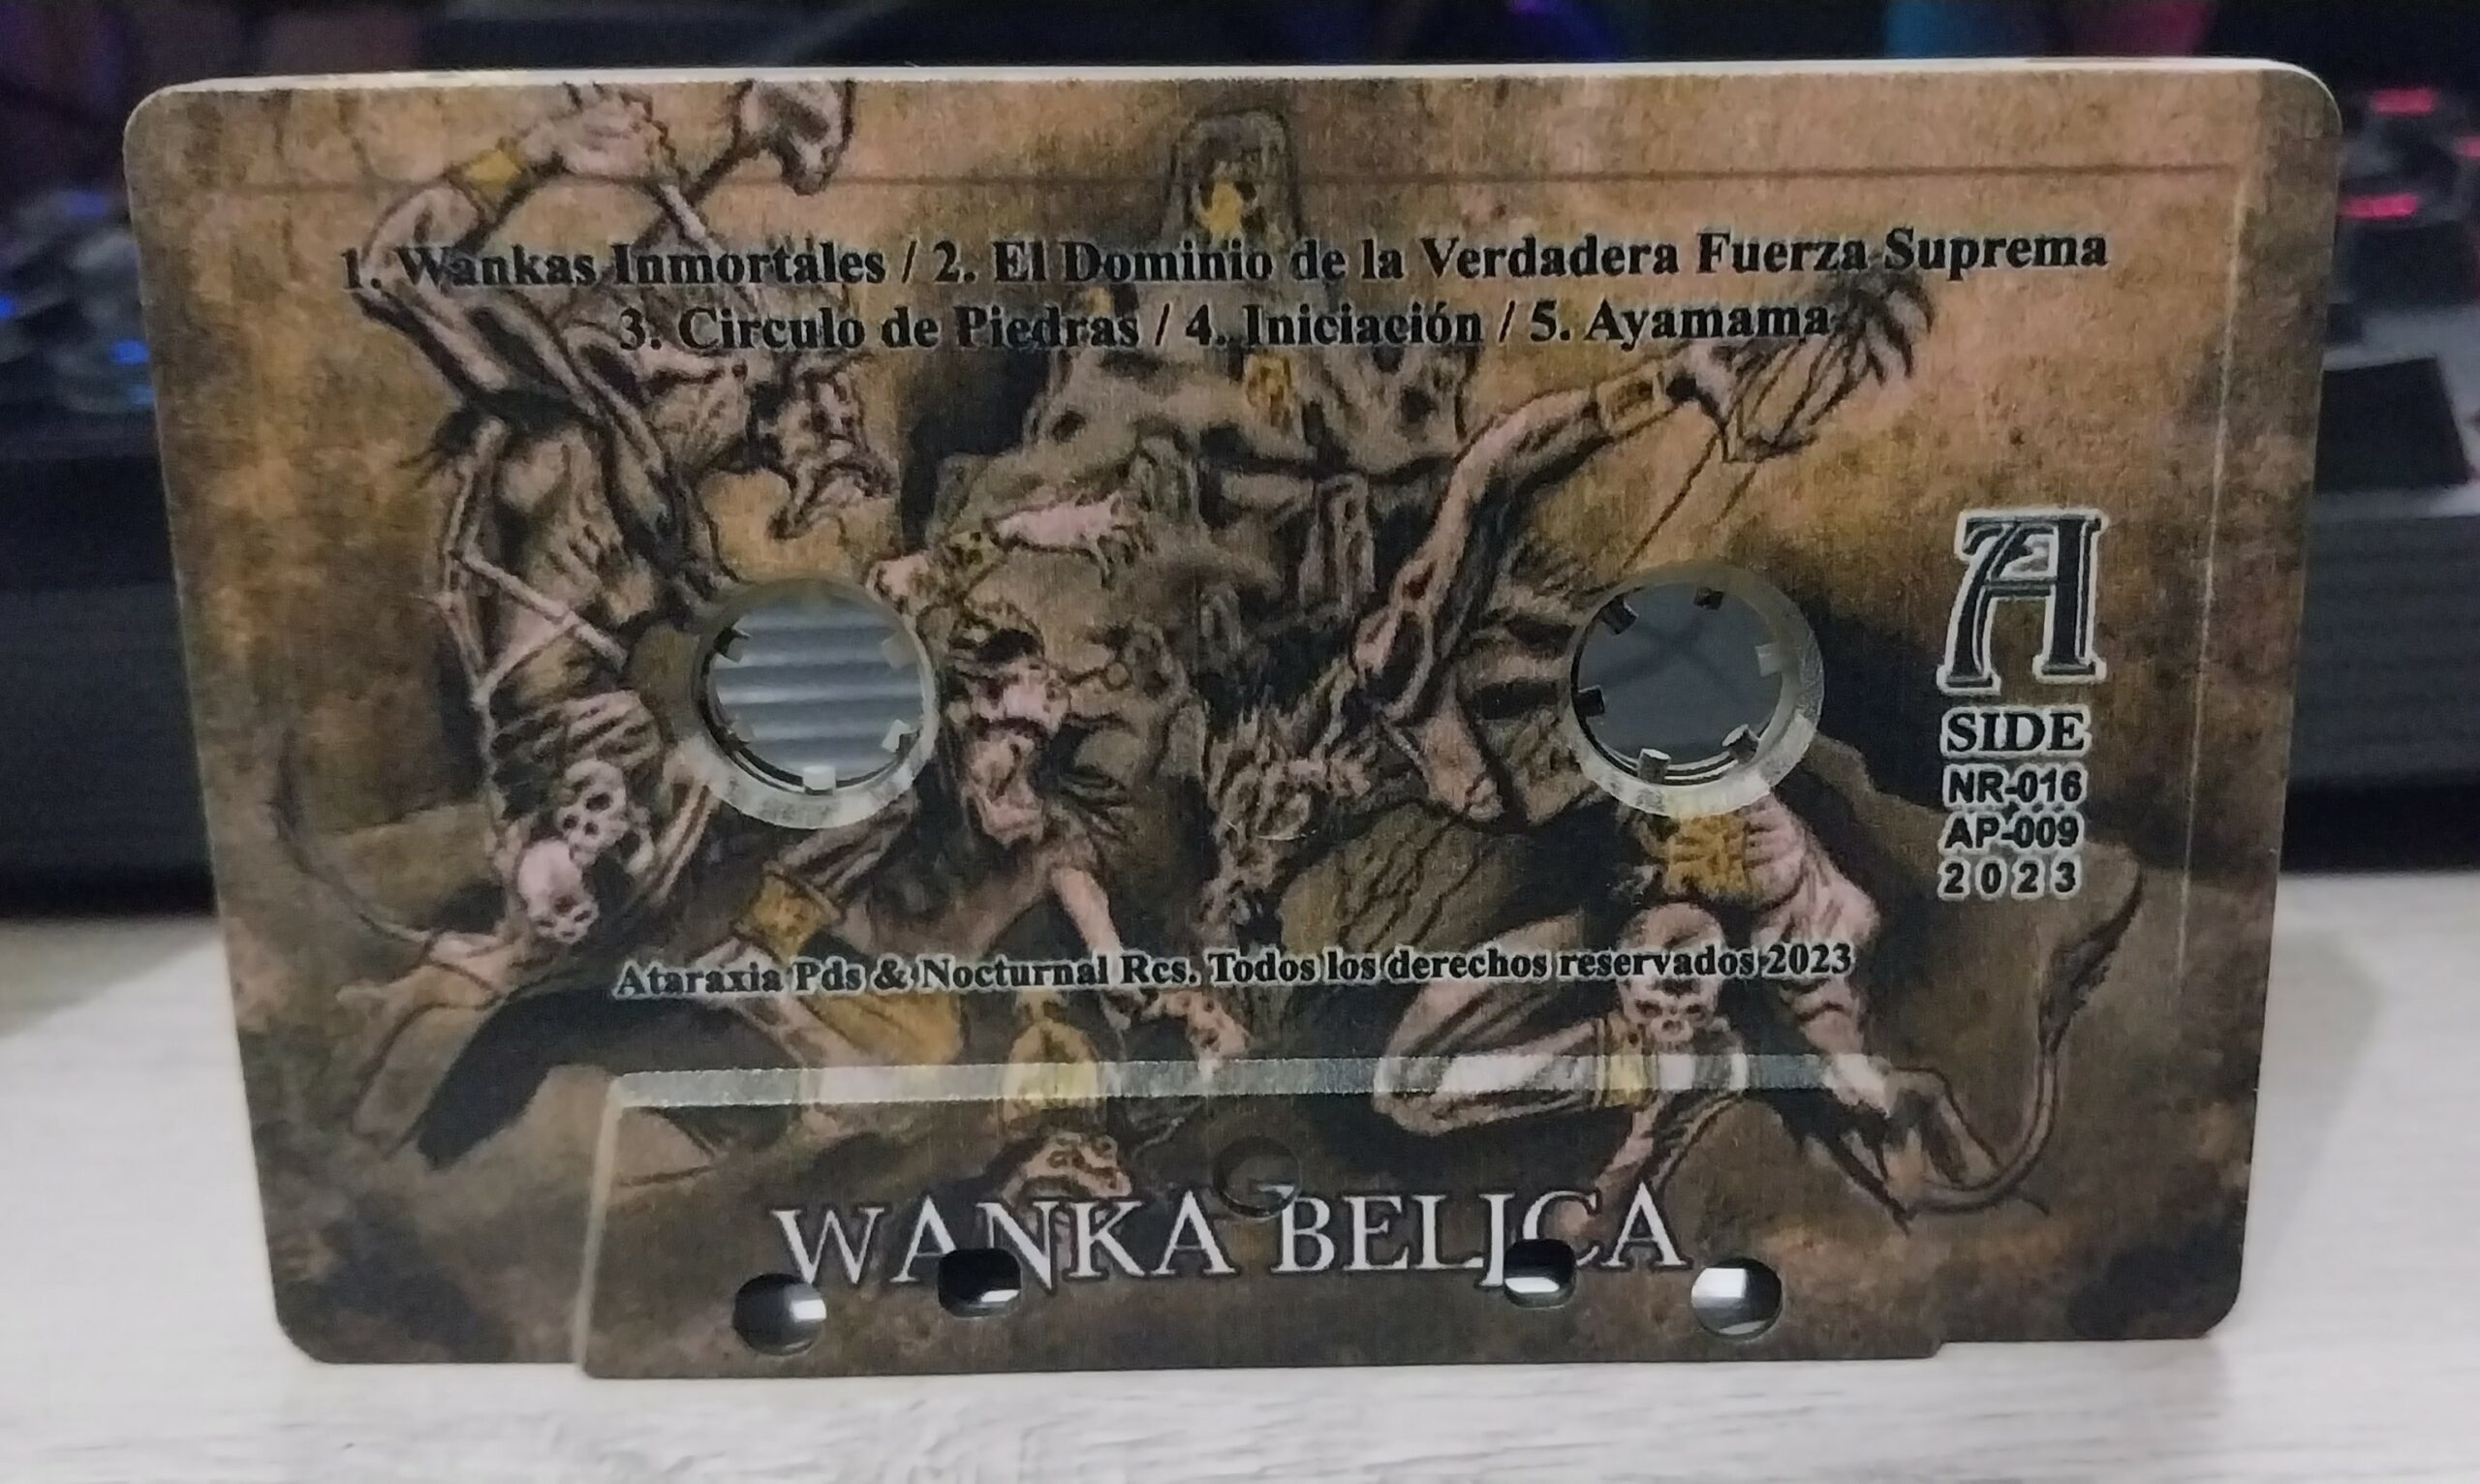 1. Wankas Inmortales / 2. El Dominio de la Verdadera Fuerza Suprema
3. Circulo de Piedras / 4. Iniciación / 5. Ayamama
A
SIDE
NR-016
AP-009
2023
Ataraxia Pds & Nocturnal Rcs. Todos los derechos reservados 2023
WANKA BELICA